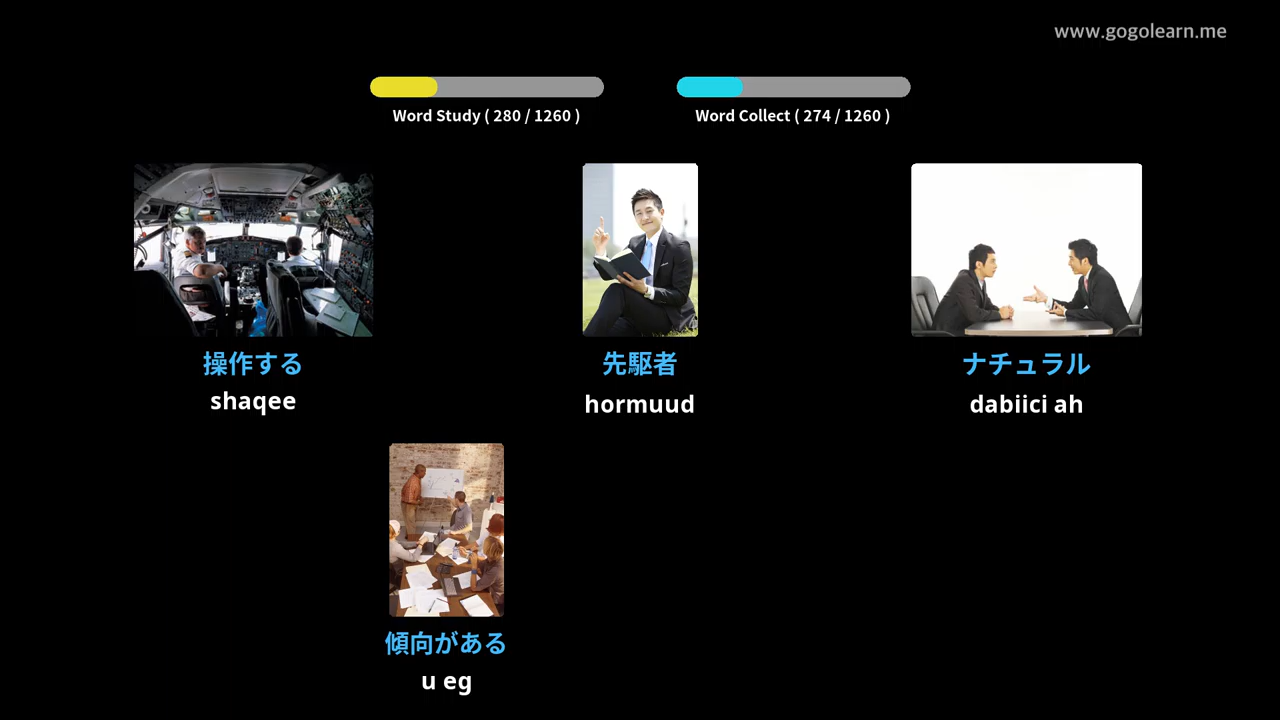 www.gogolearn.me
Word Study ( 280 / 1260 )
Word Collect ( 274 / 1260 )
操作する
shaqee
先駆者
hormuud
ナチュラル
dabiici ah
傾向がある
u eg